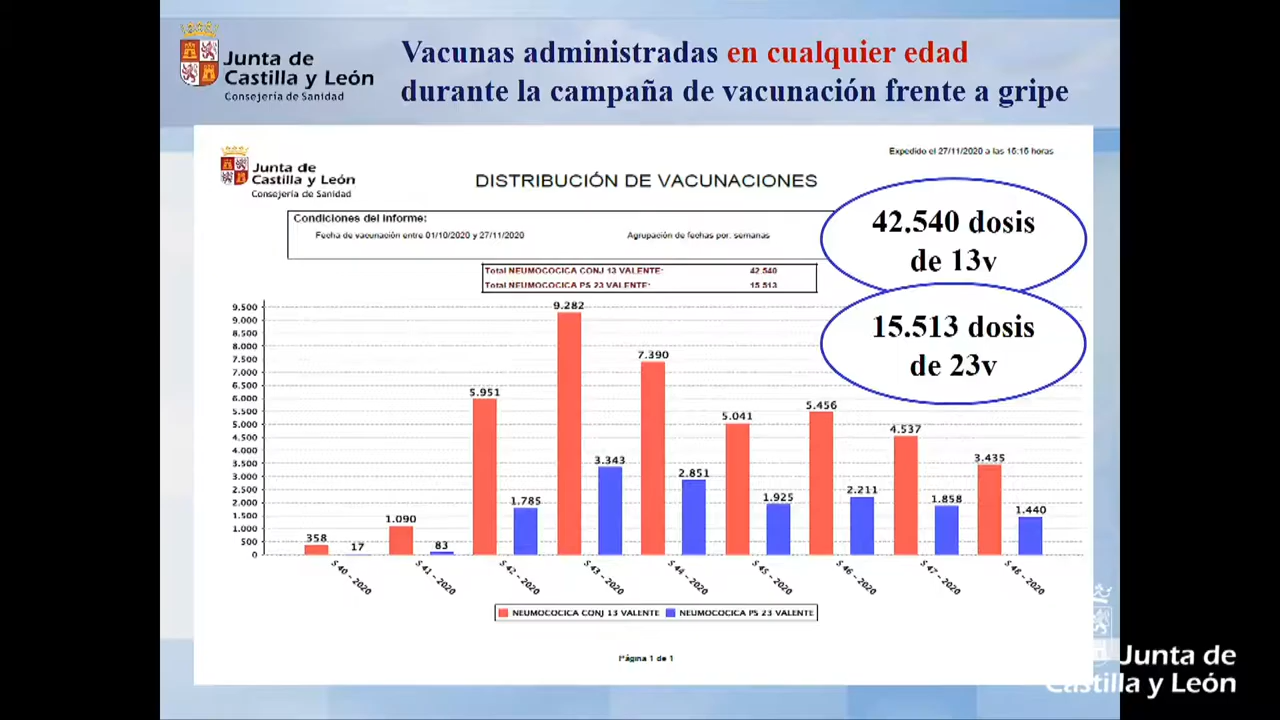 Junta de
Castilla y León
Consejería de Sanidad
Vacunas administradas en cualquier edad
durante la campaña de vacunación frente a gripe
Junta de
Castilla y León
Consejería de Sanidad
Expedido el 27/11/2020 a las 15:15 horas
DISTRIBUCIÓN DE VACUNACIONES
Condiciones del informe:
Fecha de vacunación entre 01/10/2020 y 27/11/2020
Agrupación de fechas por: semanas
Total NEUMOCOCICA CONJ 13 VALENTE: 42.540
Total NEUMOCOCICA PS 23 VALENTE: 15.513
42.540 dosis
de 13v
15.513 dosis
de 23v
9.500
9.000
8.500
8.000
7.500
7.000
6.500
6.000
5.500
5.000
4.500
4.000
3.500
3.000
2.500
2.000
1.500
1.000
500
0
358
17
1.090
83
5.951
1.785
9.282
3.343
7.390
2.851
5.041
1.925
5.456
2.211
4.537
1.858
3.435
1.440
S 40 - 2020
S 41 - 2020
S 42 - 2020
S 43 - 2020
S 44 - 2020
S 45 - 2020
S 46 - 2020
S 47 - 2020
S 48 - 2020
NEUMOCOCICA CONJ 13 VALENTE
NEUMOCOCICA PS 23 VALENTE
Página 1 de 1
Junta de
Castilla y León